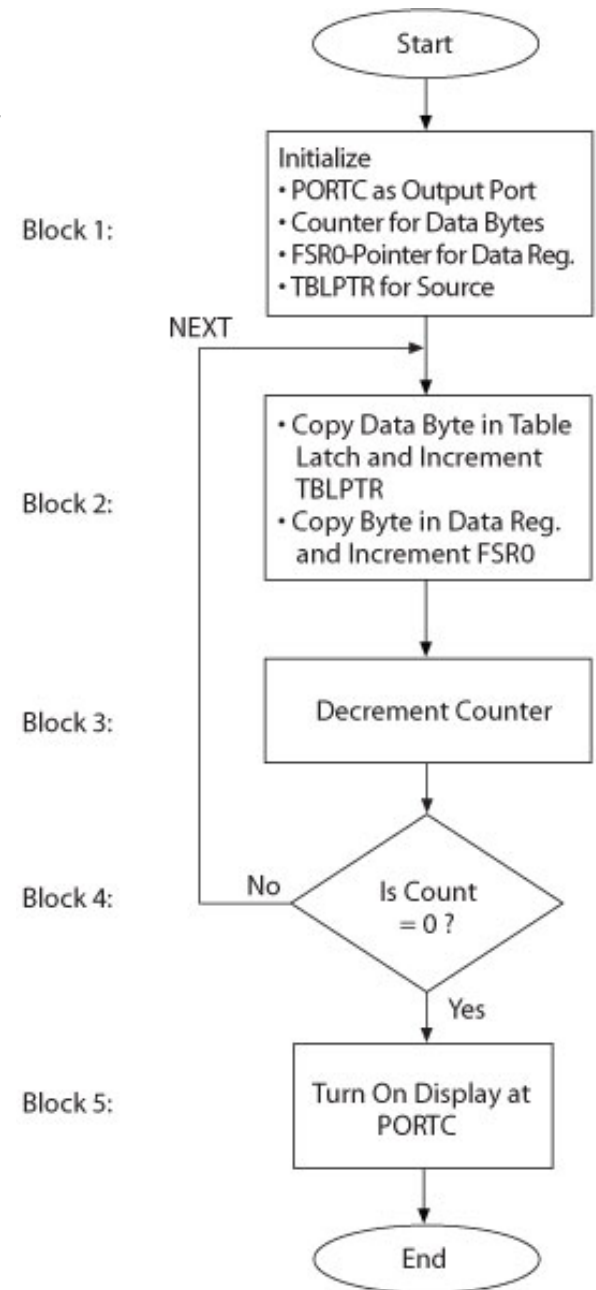 Start
Block 1:
Initialize
• PORTC as Output Port
• Counter for Data Bytes
• FSR0-Pointer for Data Reg.
• TBLPTR for Source
NEXT
Block 2:
• Copy Data Byte in Table
Latch and Increment
TBLPTR
• Copy Byte in Data Reg.
and Increment FSR0
Block 3:
Decrement Counter
Block 4:
No
Is Count
= 0 ?
Yes
Block 5:
Turn On Display at
PORTC
End